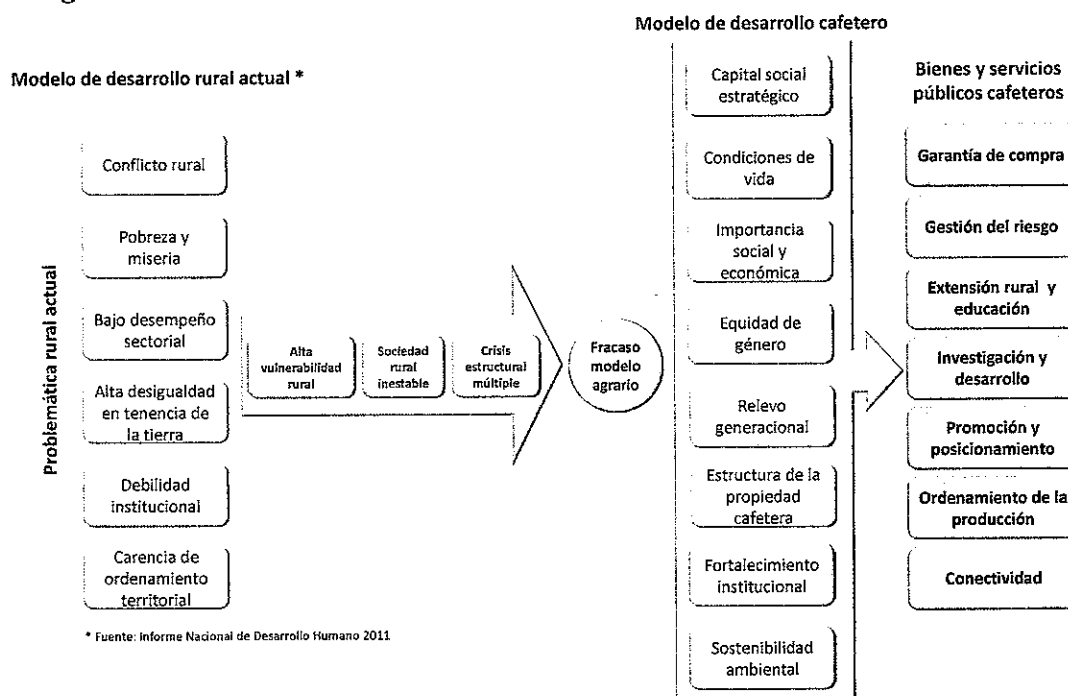 Modelo de desarrollo rural actual *
Problemática rural actual
Conflicto rural
Pobreza y
miseria
Bajo desempeño
sectorial
Alta desigualdad
en tenencia de
la tierra
Debilidad
institucional
Carencia de
ordenamiento
territorial
* Fuente: Informe Nacional de Desarrollo Humano 2011
Alta
vulnerabilidad
rural
Sociedad
rural
inestable
Crisis
estructural
múltiple
Fracaso
modelo
agrario
Modelo de desarrollo cafetero
Capital social
estratégico
Condiciones de
vida
Importancia
social y
económica
Equidad de
género
Relevo
generacional
Estructura de la
propiedad
cafetera
Fortalecimiento
institucional
Sostenibilidad
ambiental
Bienes y servicios
públicos cafeteros
Garantía de compra
Gestión del riesgo
Extensión rural y
educación
Investigación y
desarrollo
Promoción y
posicionamiento
Ordenamiento de la
producción
Conectividad